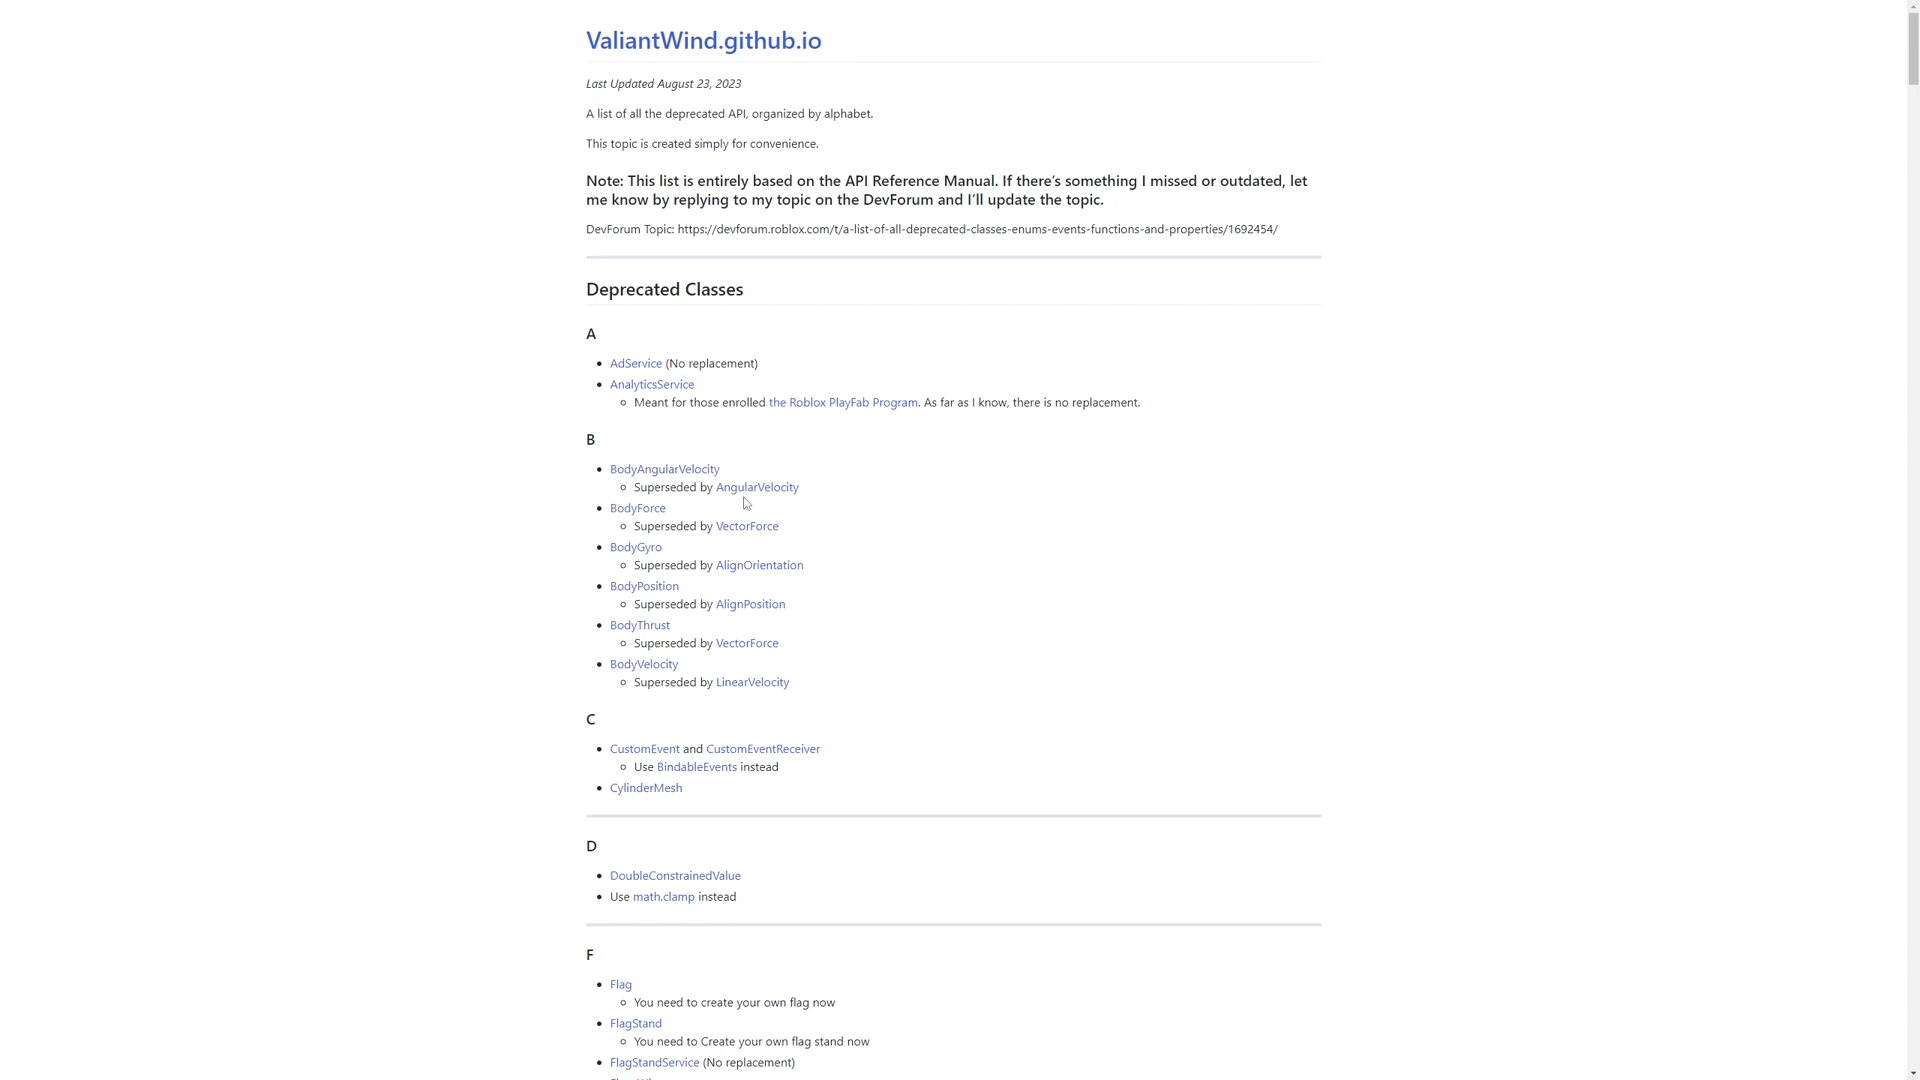 ValiantWind.github.io
Last Updated August 23, 2023
A list of all the deprecated API, organized by alphabet.
This topic is created simply for convenience.
Note: This list is entirely based on the API Reference Manual. If there’s something I missed or outdated, let
me know by replying to my topic on the DevForum and I’ll update the topic.
DevForum Topic: https://devforum.roblox.com/t/a-list-of-all-deprecated-classes-enums-events-functions-and-properties/1692454/
Deprecated Classes
A
AdService (No replacement)
AnalyticsService
Meant for those enrolled the Roblox PlayFab Program. As far as I know, there is no replacement.
B
BodyAngularVelocity
Superseded by AngularVelocity
BodyForce
Superseded by VectorForce
BodyGyro
Superseded by AlignOrientation
BodyPosition
Superseded by AlignPosition
BodyThrust
Superseded by VectorForce
BodyVelocity
Superseded by LinearVelocity
C
CustomEvent and CustomEventReceiver
Use BindableEvents instead
CylinderMesh
D
DoubleConstrainedValue
Use math.clamp instead
F
Flag
You need to create your own flag now
FlagStand
You need to Create your own flag stand now
FlagStandService (No replacement)